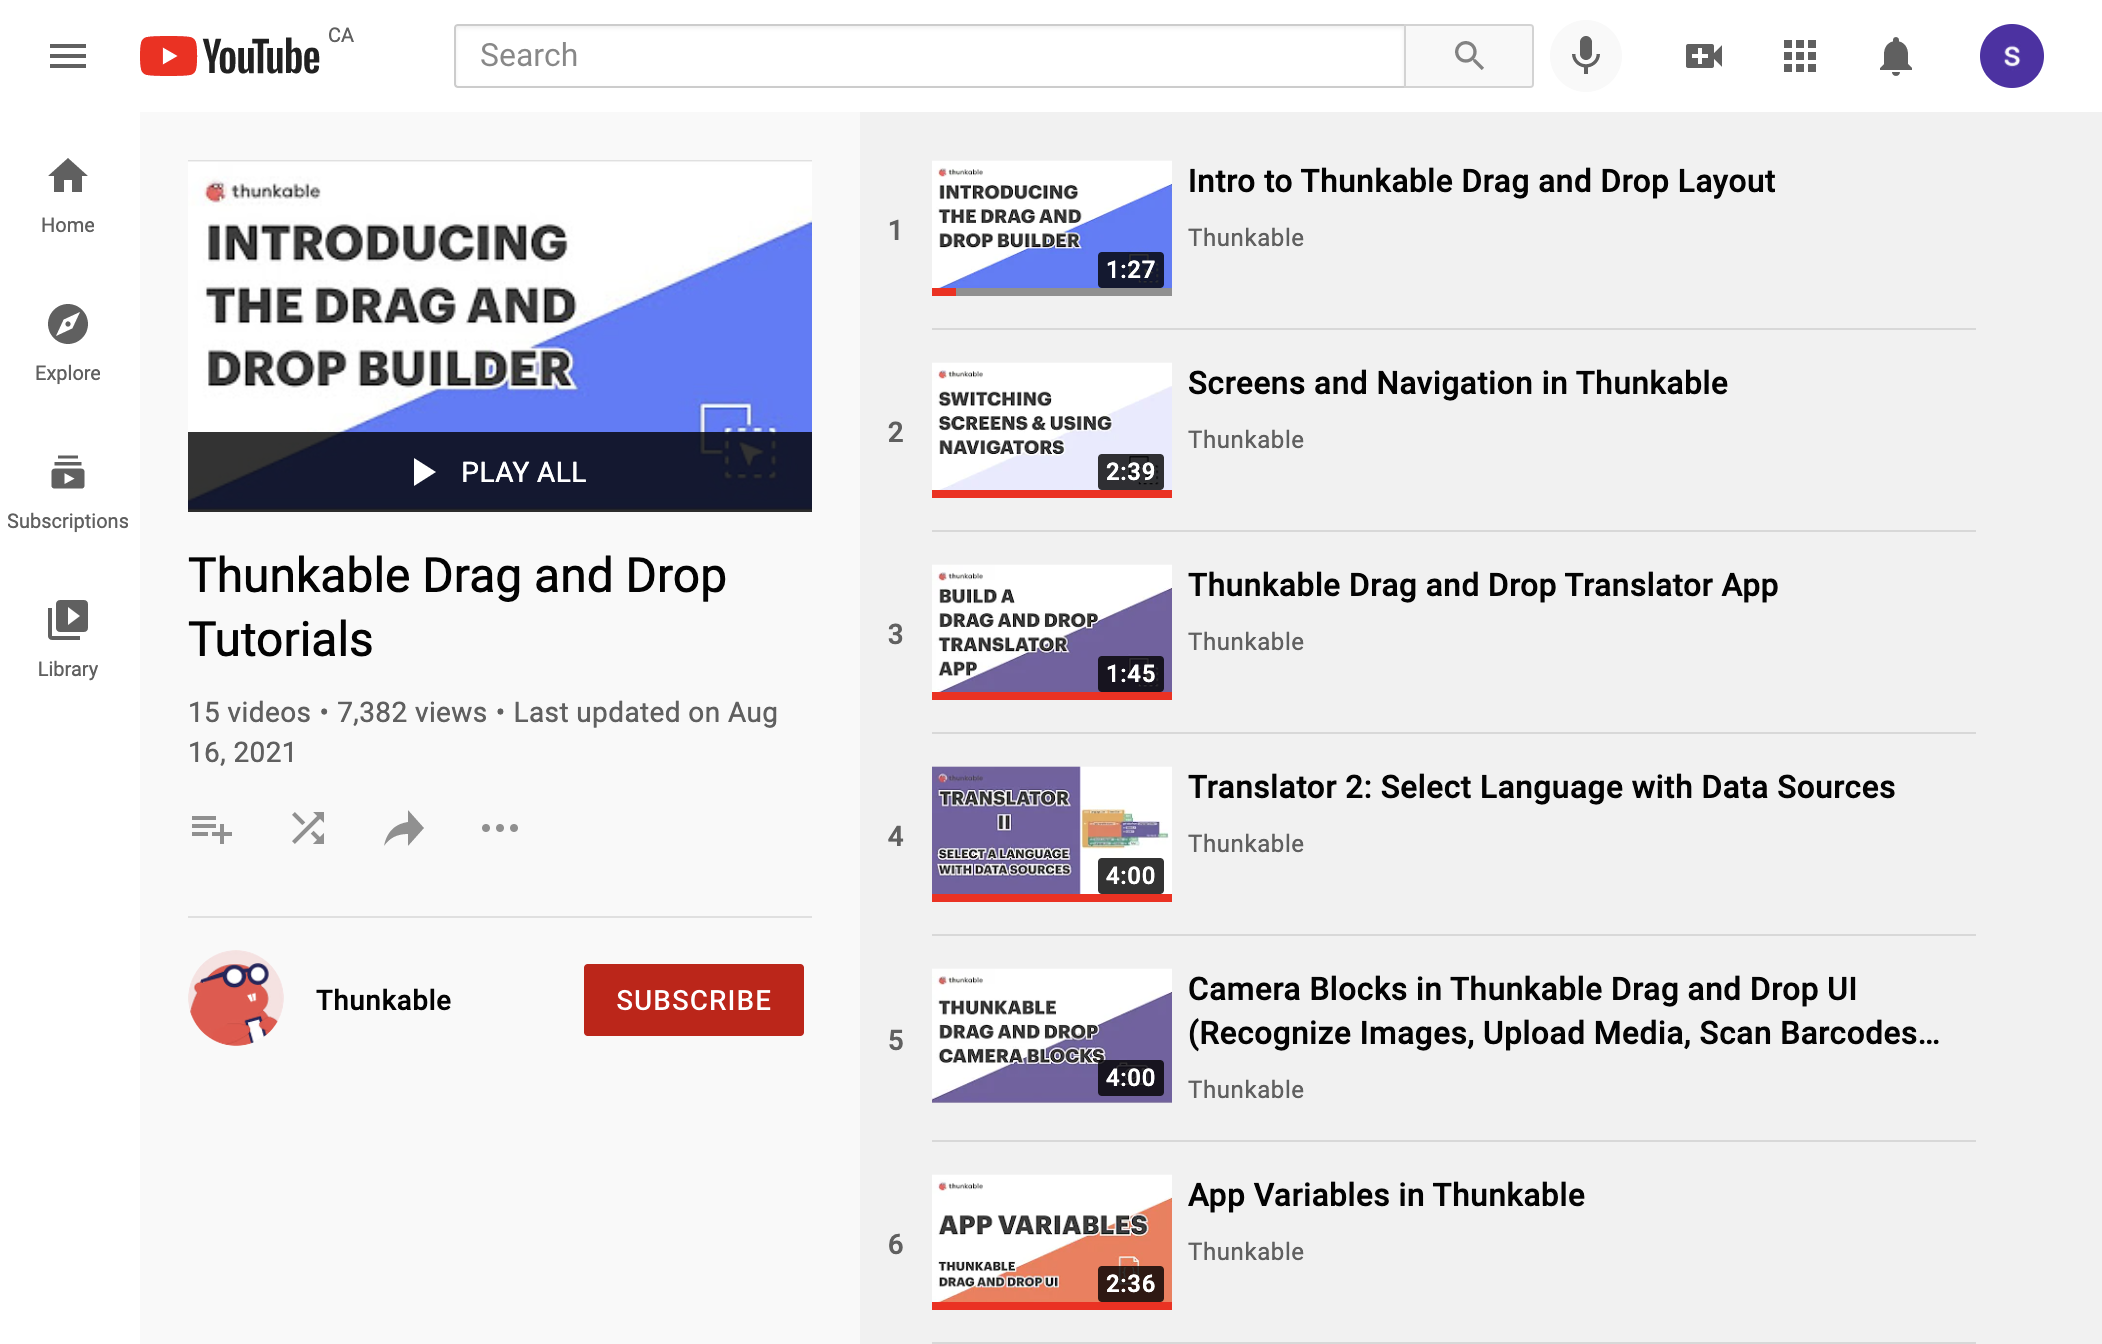 YouTube CA
Search
S
Home
Explore
Subscriptions
Library
thunkable
INTRODUCING
THE DRAG AND
DROP BUILDER
PLAY ALL
Thunkable Drag and Drop
Tutorials
15 videos • 7,382 views • Last updated on Aug
16, 2021
Thunkable
SUBSCRIBE
1
thunkable
INTRODUCING
THE DRAG AND
DROP BUILDER
1:27
Intro to Thunkable Drag and Drop Layout
Thunkable
2
thunkable
SWITCHING
SCREENS & USING
NAVIGATORS
2:39
Screens and Navigation in Thunkable
Thunkable
3
thunkable
BUILD A
DRAG AND DROP
TRANSLATOR
APP
1:45
Thunkable Drag and Drop Translator App
Thunkable
4
thunkable
TRANSLATOR
II
SELECT A LANGUAGE
WITH DATA SOURCES
4:00
Translator 2: Select Language with Data Sources
Thunkable
5
thunkable
THUNKABLE
DRAG AND DROP
CAMERA BLOCKS
4:00
Camera Blocks in Thunkable Drag and Drop UI
(Recognize Images, Upload Media, Scan Barcodes...
Thunkable
6
thunkable
APP VARIABLES
THUNKABLE
DRAG AND DROP UI
2:36
App Variables in Thunkable
Thunkable